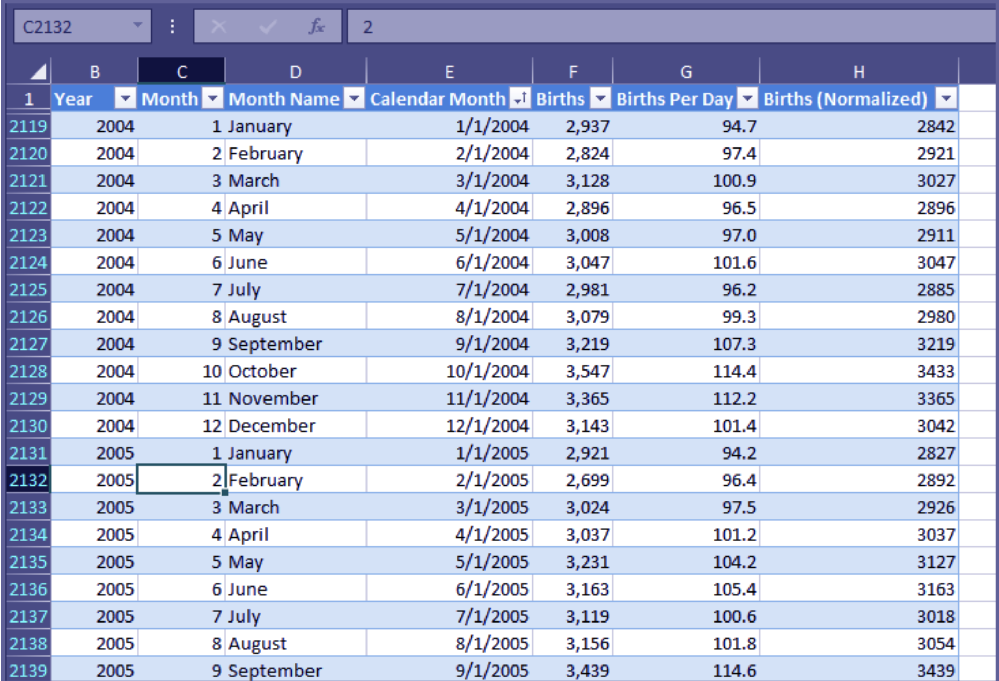 C2132 fx 2
B C D E F G H
1 Year Month Month Name Calendar Month Births Births Per Day Births (Normalized)
2119 2004 1 January 1/1/2004 2,937 94.7 2842
2120 2004 2 February 2/1/2004 2,824 97.4 2921
2121 2004 3 March 3/1/2004 3,128 100.9 3027
2122 2004 4 April 4/1/2004 2,896 96.5 2896
2123 2004 5 May 5/1/2004 3,008 97.0 2911
2124 2004 6 June 6/1/2004 3,047 101.6 3047
2125 2004 7 July 7/1/2004 2,981 96.2 2885
2126 2004 8 August 8/1/2004 3,079 99.3 2980
2127 2004 9 September 9/1/2004 3,219 107.3 3219
2128 2004 10 October 10/1/2004 3,547 114.4 3433
2129 2004 11 November 11/1/2004 3,365 112.2 3365
2130 2004 12 December 12/1/2004 3,143 101.4 3042
2131 2005 1 January 1/1/2005 2,921 94.2 2827
2132 2005 2 February 2/1/2005 2,699 96.4 2892
2133 2005 3 March 3/1/2005 3,024 97.5 2926
2134 2005 4 April 4/1/2005 3,037 101.2 3037
2135 2005 5 May 5/1/2005 3,231 104.2 3127
2136 2005 6 June 6/1/2005 3,163 105.4 3163
2137 2005 7 July 7/1/2005 3,119 100.6 3018
2138 2005 8 August 8/1/2005 3,156 101.8 3054
2139 2005 9 September 9/1/2005 3,439 114.6 3439